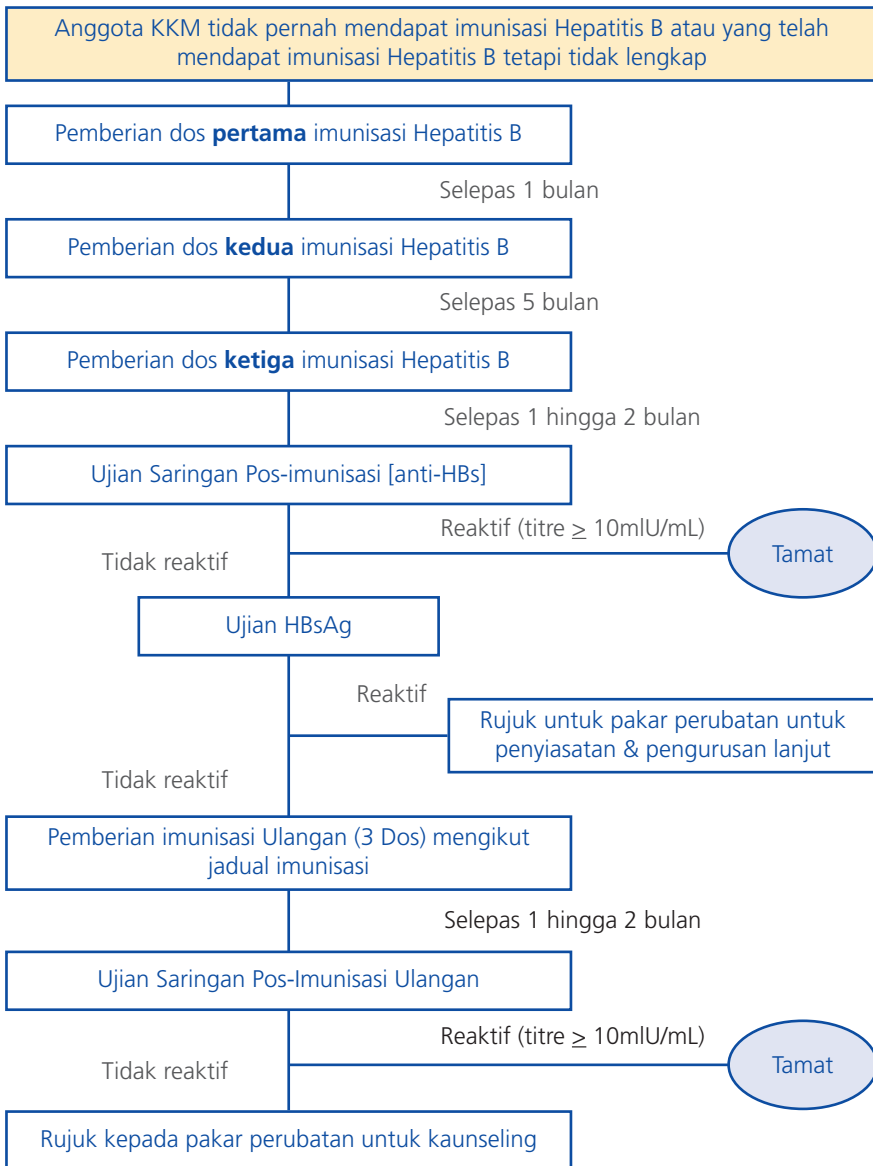 Anggota KKM tidak pernah mendapat imunisasi Hepatitis B atau yang telah
mendapat imunisasi Hepatitis B tetapi tidak lengkap
Pemberian dos pertama imunisasi Hepatitis B
Selepas 1 bulan
Pemberian dos kedua imunisasi Hepatitis B
Selepas 5 bulan
Pemberian dos ketiga imunisasi Hepatitis B
Selepas 1 hingga 2 bulan
Ujian Saringan Pos-imunisasi [anti-HBs]
Reaktif (titre ≥ 10mlU/mL)
Tamat
Tidak reaktif
Ujian HBsAg
Reaktif
Rujuk untuk pakar perubatan untuk
penyiasatan & pengurusan lanjut
Tidak reaktif
Pemberian imunisasi Ulangan (3 Dos) mengikut
jadual imunisasi
Selepas 1 hingga 2 bulan
Ujian Saringan Pos-Imunisasi Ulangan
Reaktif (titre ≥ 10mlU/mL)
Tamat
Tidak reaktif
Rujuk kepada pakar perubatan untuk kaunseling